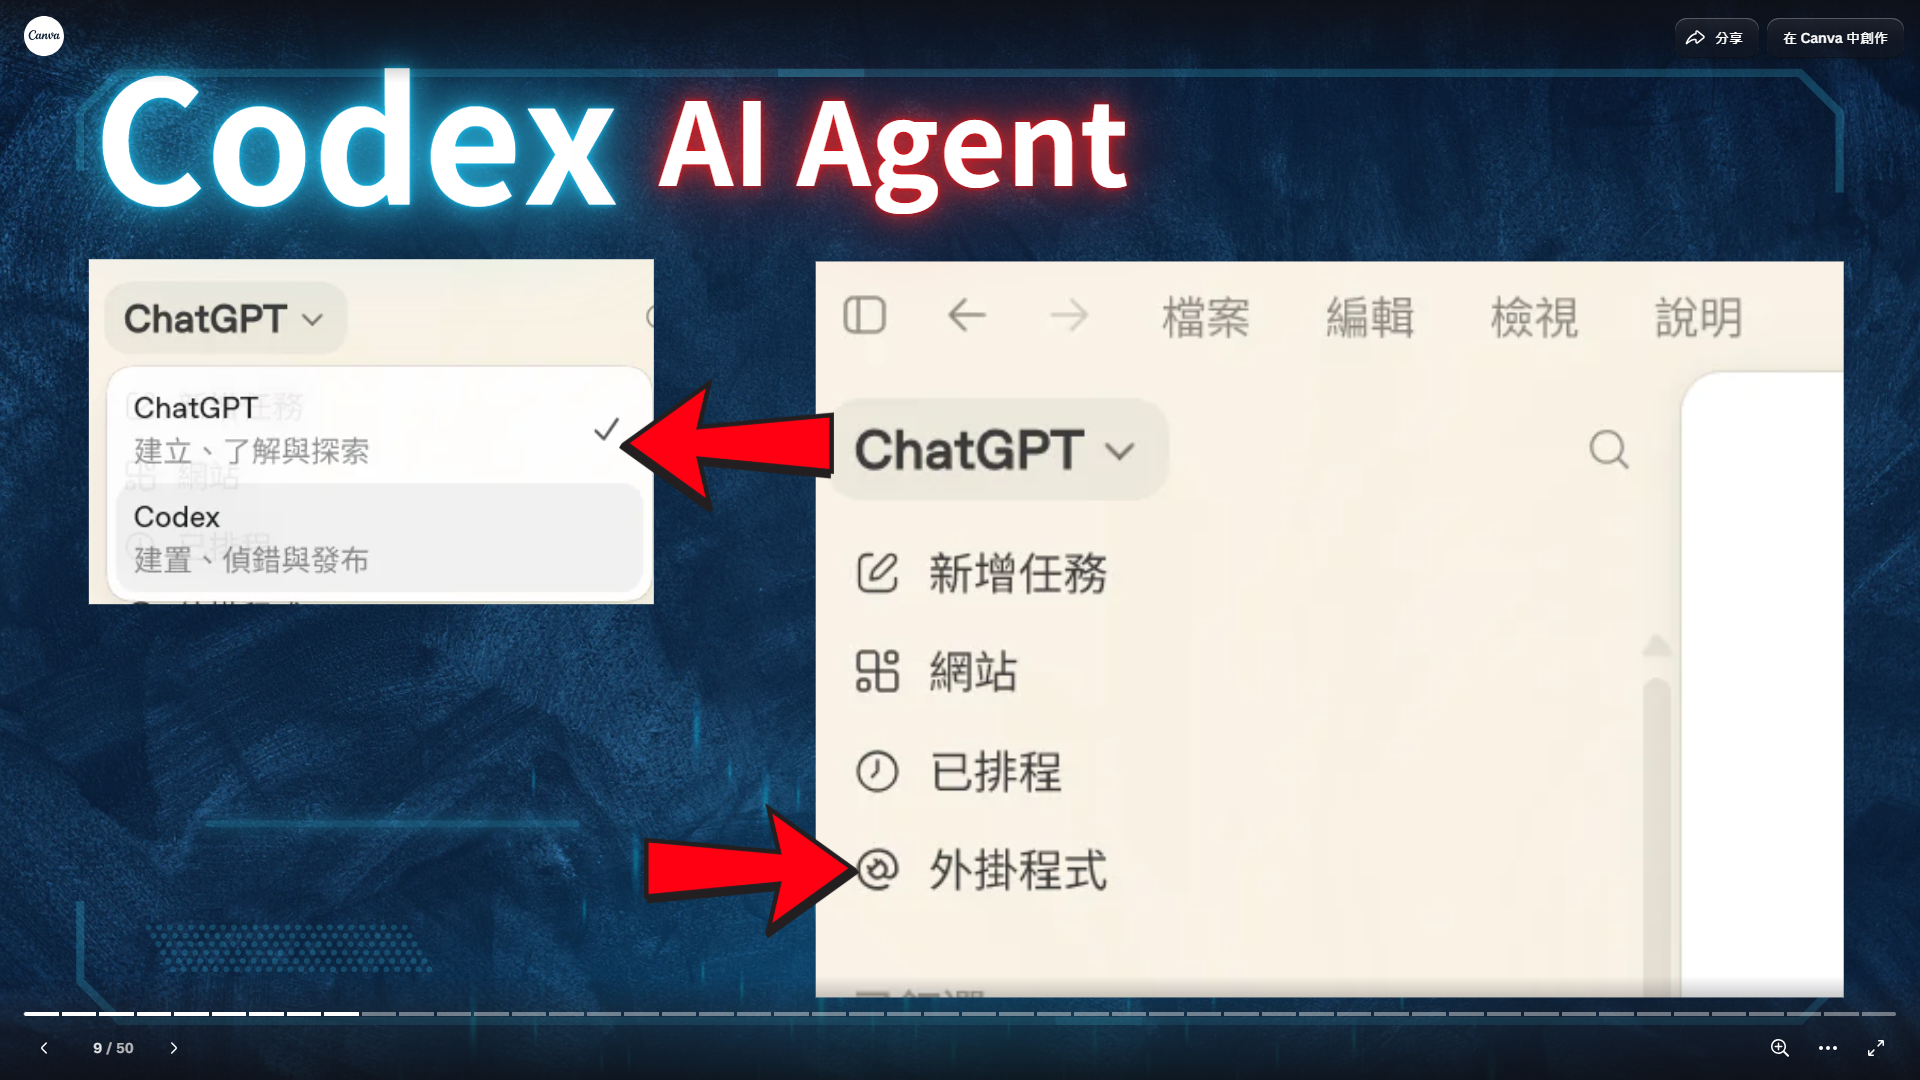 Canva
分享
在 Canva 中創作
Codex AI Agent
ChatGPT
ChatGPT
建立、了解與探索
Codex
建置、偵錯與發布
檔案 編輯 檢視 說明
ChatGPT
新增任務
網站
已排程
外掛程式
9 / 50